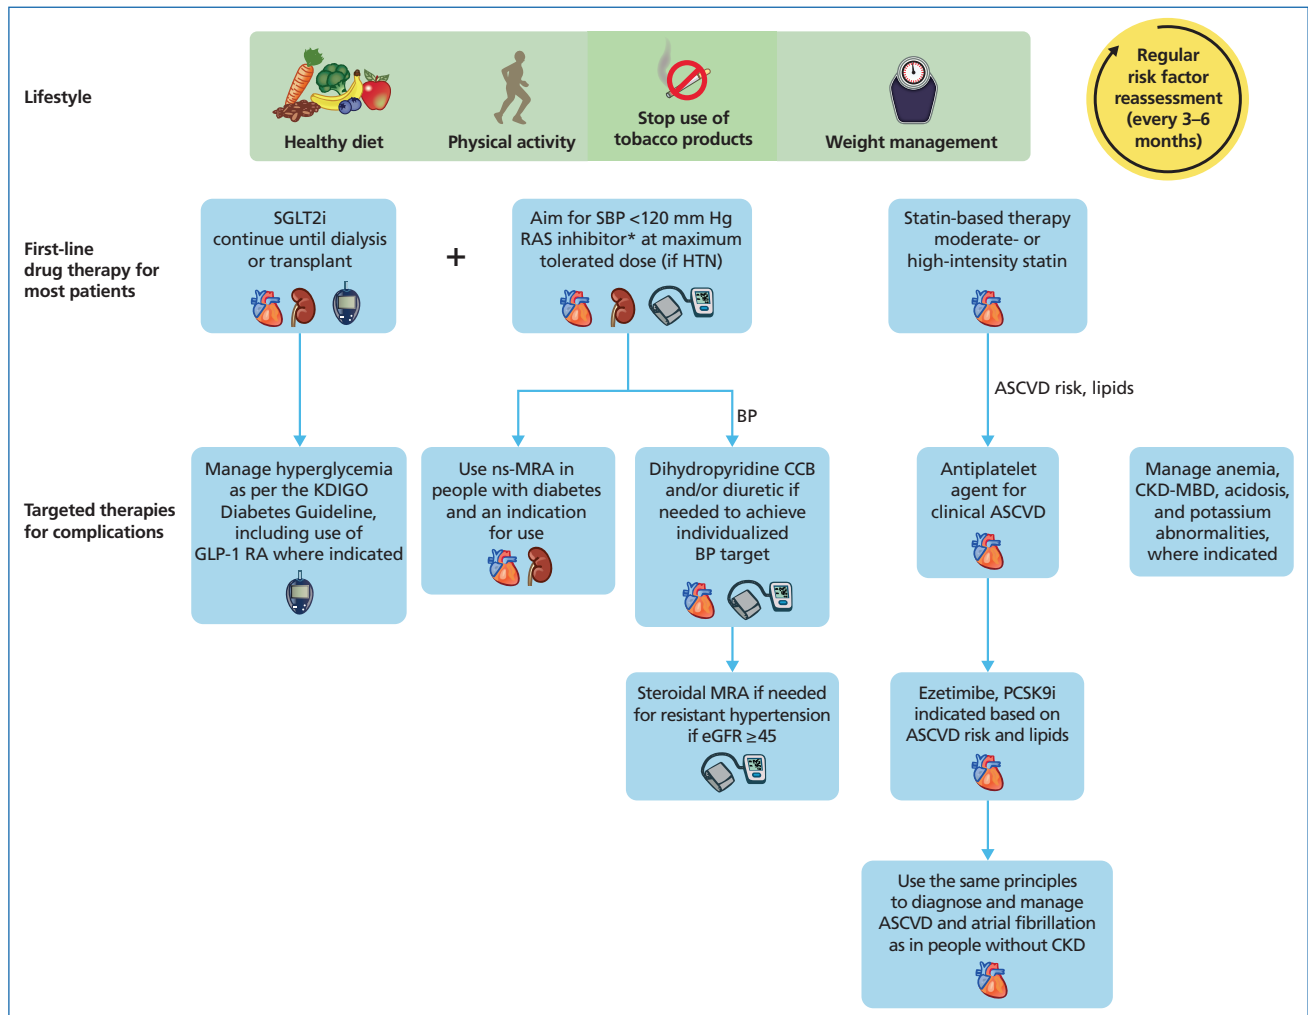 Lifestyle
Healthy diet
Physical activity
Stop use of
tobacco products
Weight management
Regular
risk factor
reassessment
(every 3–6
months)
First-line
drug therapy for
most patients
SGLT2i
continue until dialysis
or transplant
+
Aim for SBP <120 mm Hg
RAS inhibitor* at maximum
tolerated dose (if HTN)
Statin-based therapy
moderate- or
high-intensity statin
ASCVD risk, lipids
BP
Targeted therapies
for complications
Manage hyperglycemia
as per the KDIGO
Diabetes Guideline,
including use of
GLP-1 RA where indicated
Use ns-MRA in
people with diabetes
and an indication
for use
Dihydropyridine CCB
and/or diuretic if
needed to achieve
individualized
BP target
Antiplatelet
agent for
clinical ASCVD
Manage anemia,
CKD-MBD, acidosis,
and potassium
abnormalities,
where indicated
Steroidal MRA if needed
for resistant hypertension
if eGFR ≥45
Ezetimibe, PCSK9i
indicated based on
ASCVD risk and lipids
Use the same principles
to diagnose and manage
ASCVD and atrial fibrillation
as in people without CKD